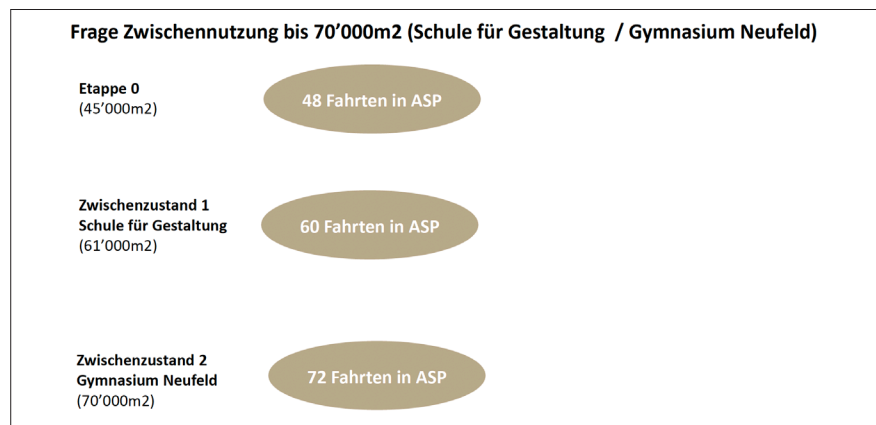 Frage Zwischennutzung bis 70’000m2 (Schule für Gestaltung / Gymnasium Neufeld)
Etappe 0
(45’000m2)
48 Fahrten in ASP
Zwischenzustand 1
Schule für Gestaltung
(61’000m2)
60 Fahrten in ASP
Zwischenzustand 2
Gymnasium Neufeld
(70’000m2)
72 Fahrten in ASP